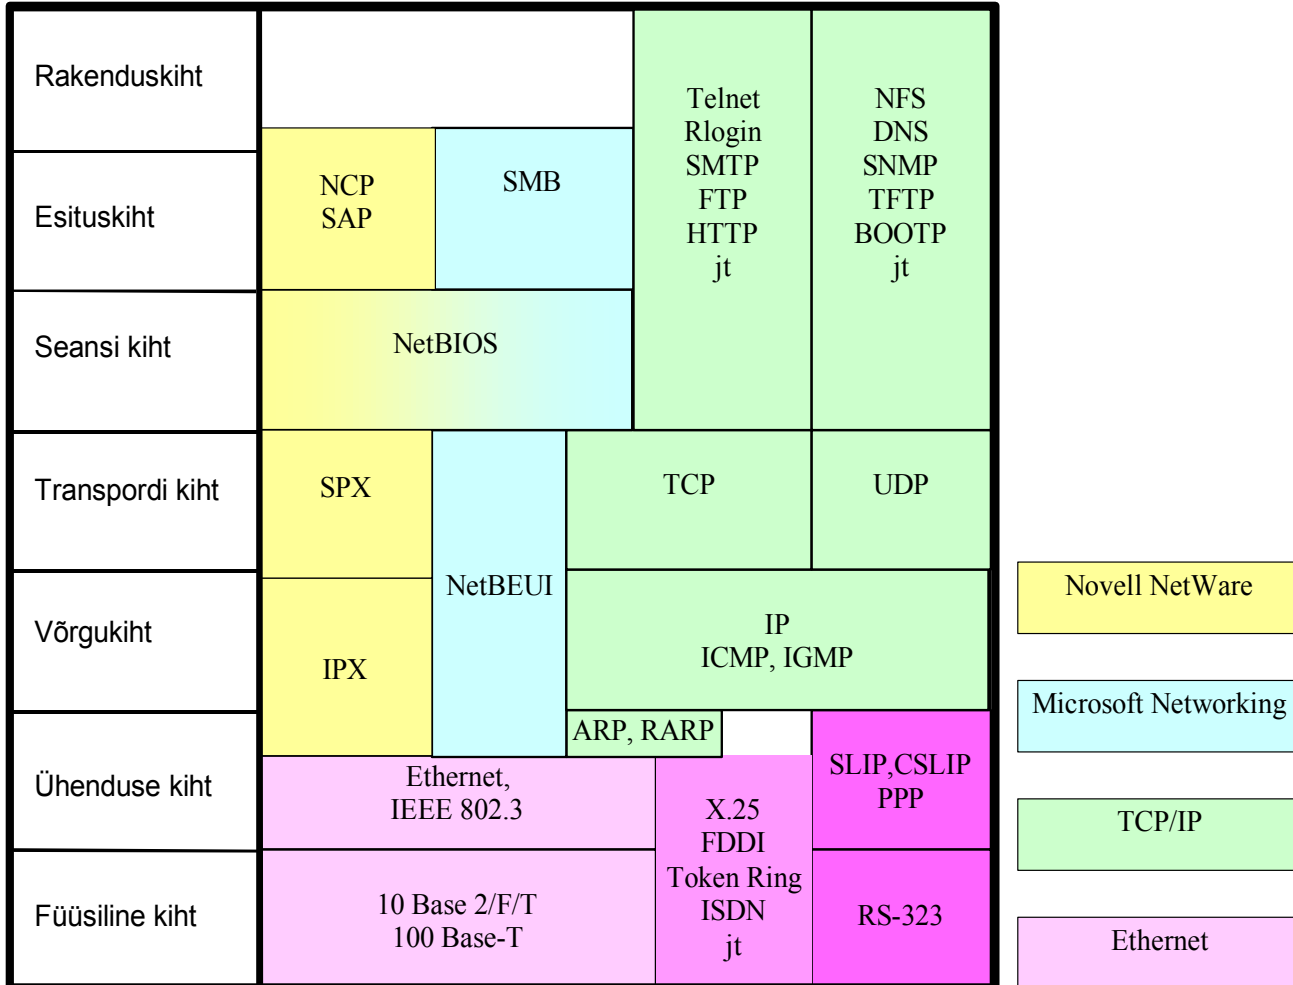 Rakenduskiht
Telnet
Rlogin
SMTP
FTP
HTTP
jt
NFS
DNS
SNMP
TFTP
BOOTP
jt
Esituskiht
NCP
SAP
SMB
Seansi kiht
NetBIOS
Transpordi kiht
SPX
NetBEUI
TCP
UDP
Võrgukiht
IPX
IP
ICMP, IGMP
ARP, RARP
Ühenduse kiht
Ethernet,
IEEE 802.3
X.25
FDDI
Token Ring
ISDN
jt
SLIP,CSLIP
PPP
Füüsiline kiht
10 Base 2/F/T
100 Base-T
RS-323
Novell NetWare
Microsoft Networking
TCP/IP
Ethernet